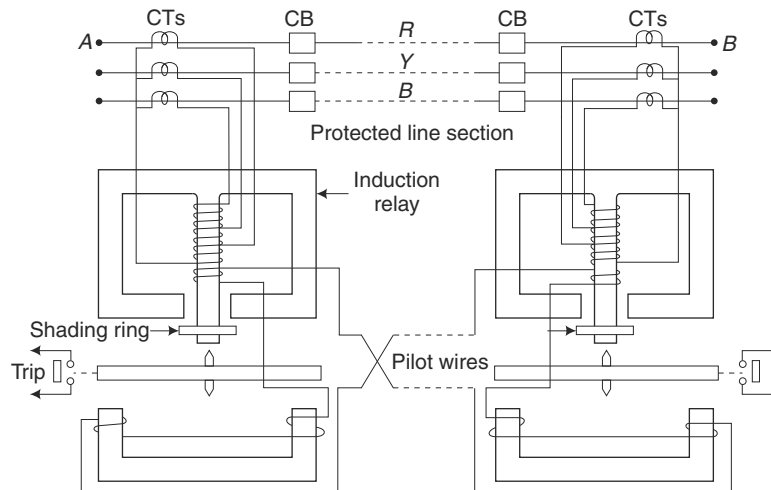 CTs CB CB CTs
A R B
Y
B
Protected line section
Induction
relay
Shading ring
Trip
Pilot wires